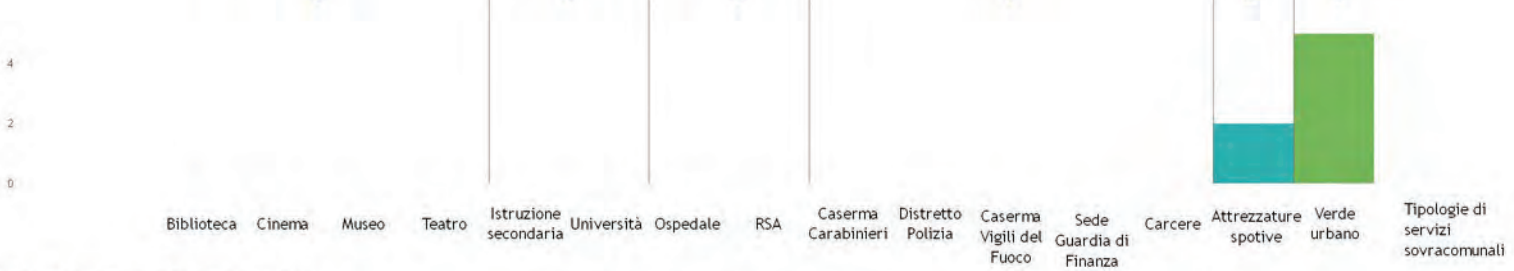 4
2
0
Biblioteca
Cinema
Museo
Teatro
Istruzione
secondaria
Università
Ospedale
RSA
Caserma
Carabinieri
Distretto
Polizia
Caserma
Vigili del
Fuoco
Sede
Guardia di
Finanza
Carcere
Attrezzature
spotive
Verde
urbano
Tipologie di
servizi
sovracomunali